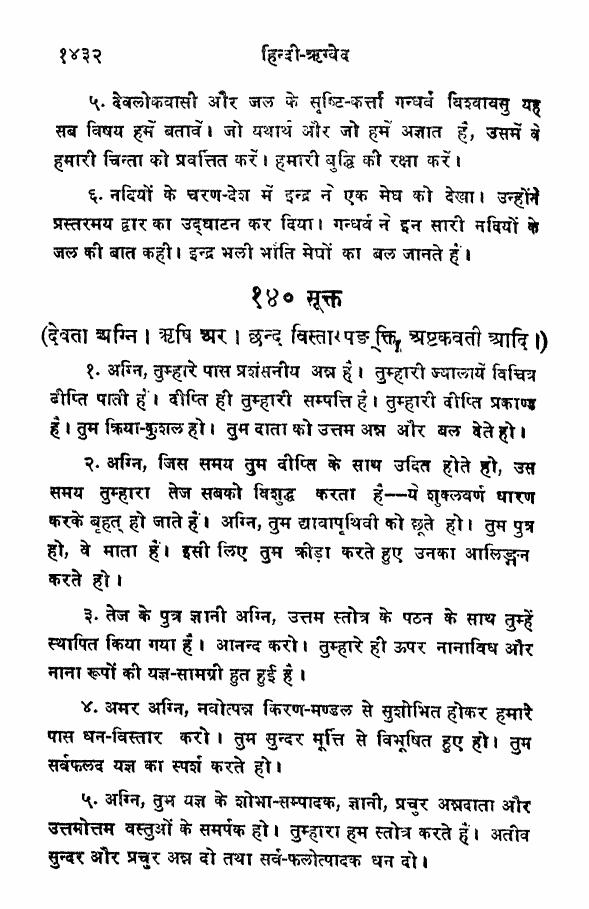 १४३२ हिन्दी-ऋग्वेद
५. देवलोकवासी और जल के सृष्टि-कर्त्ता गन्धर्व विश्वायसु यह
सब विषय हमें बतावें। जो यथार्थ और जो हमें अज्ञात है, उसमें वे
हमारी चिन्ता को प्रवर्त्तित करें। हमारी बुद्धि की रक्षा करें।
६. नदियों के चरण-देश में इन्द्र ने एक मेघ को देखा। उन्होंने
प्रस्तरमय द्वार का उद्घाटन कर दिया। गन्धर्व ने इन सारी नदियों के
जल की बात कही। इन्द्र भली भाँति मेघों का बल जानते हैं।
१४० सूक्त
(देवता अग्नि। ऋषि अर। छन्द विस्तारपङ्क्ति, अष्टकवती आदि।)
१. अग्नि, तुम्हारे पास प्रशंसनीय अन्न है। तुम्हारी ज्वालायें विचित्र
दीप्ति पाती हैं। दीप्ति ही तुम्हारी सम्पत्ति है। तुम्हारी दीप्ति प्रकाण्ड
है। तुम क्रिया-कुशल हो। तुम दाता को उत्तम अन्न और बल देते हो।
२. अग्नि, जिस समय तुम दीप्ति के साथ उदित होते हो, उस
समय तुम्हारा तेज सबको विशुद्ध करता है--ये शुक्लवर्ण धारण
करके बृहत् हो जाते हैं। अग्नि, तुम द्यावापृथिवी को छूते हो। तुम पुत्र
हो, वे माता हैं। इसी लिए तुम क्रीड़ा करते हुए उनका आलिङ्गन
करते हो।
३. तेज के पुत्र ज्ञानी अग्नि, उत्तम स्तोत्र के पठन के साथ तुम्हें
स्थापित किया गया है। आनन्द करो। तुम्हारे ही ऊपर नानाविध और
नाना रूपों की यज्ञ-सामग्री हुत हुई है।
४. अमर अग्नि, नवोत्पन्न किरण-मण्डल से सुशोभित होकर हमारे
पास धन-विस्तार करो। तुम सुन्दर मूर्त्ति से विभूषित हुए हो। तुम
सर्वफलद यज्ञ का स्पर्श करते हो।
५. अग्नि, तुम यज्ञ के शोभा-सम्पादक, ज्ञानी, प्रचुर अन्नदाता और
उत्तमोत्तम वस्तुओं के समर्पक हो। तुम्हारा हम स्तोत्र करते हैं। अतीव
सुन्दर और प्रचुर अन्न दो तथा सर्व-फलोत्पादक धन दो।